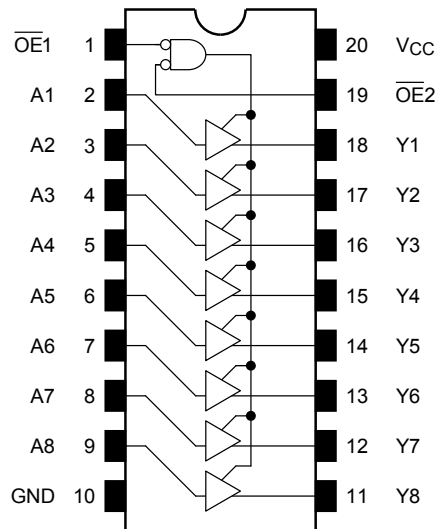 O̅E̅1 1 20 VCC
A1 2 19 O̅E̅2
A2 3 18 Y1
A3 4 17 Y2
A4 5 16 Y3
A5 6 15 Y4
A6 7 14 Y5
A7 8 13 Y6
A8 9 12 Y7
GND 10 11 Y8